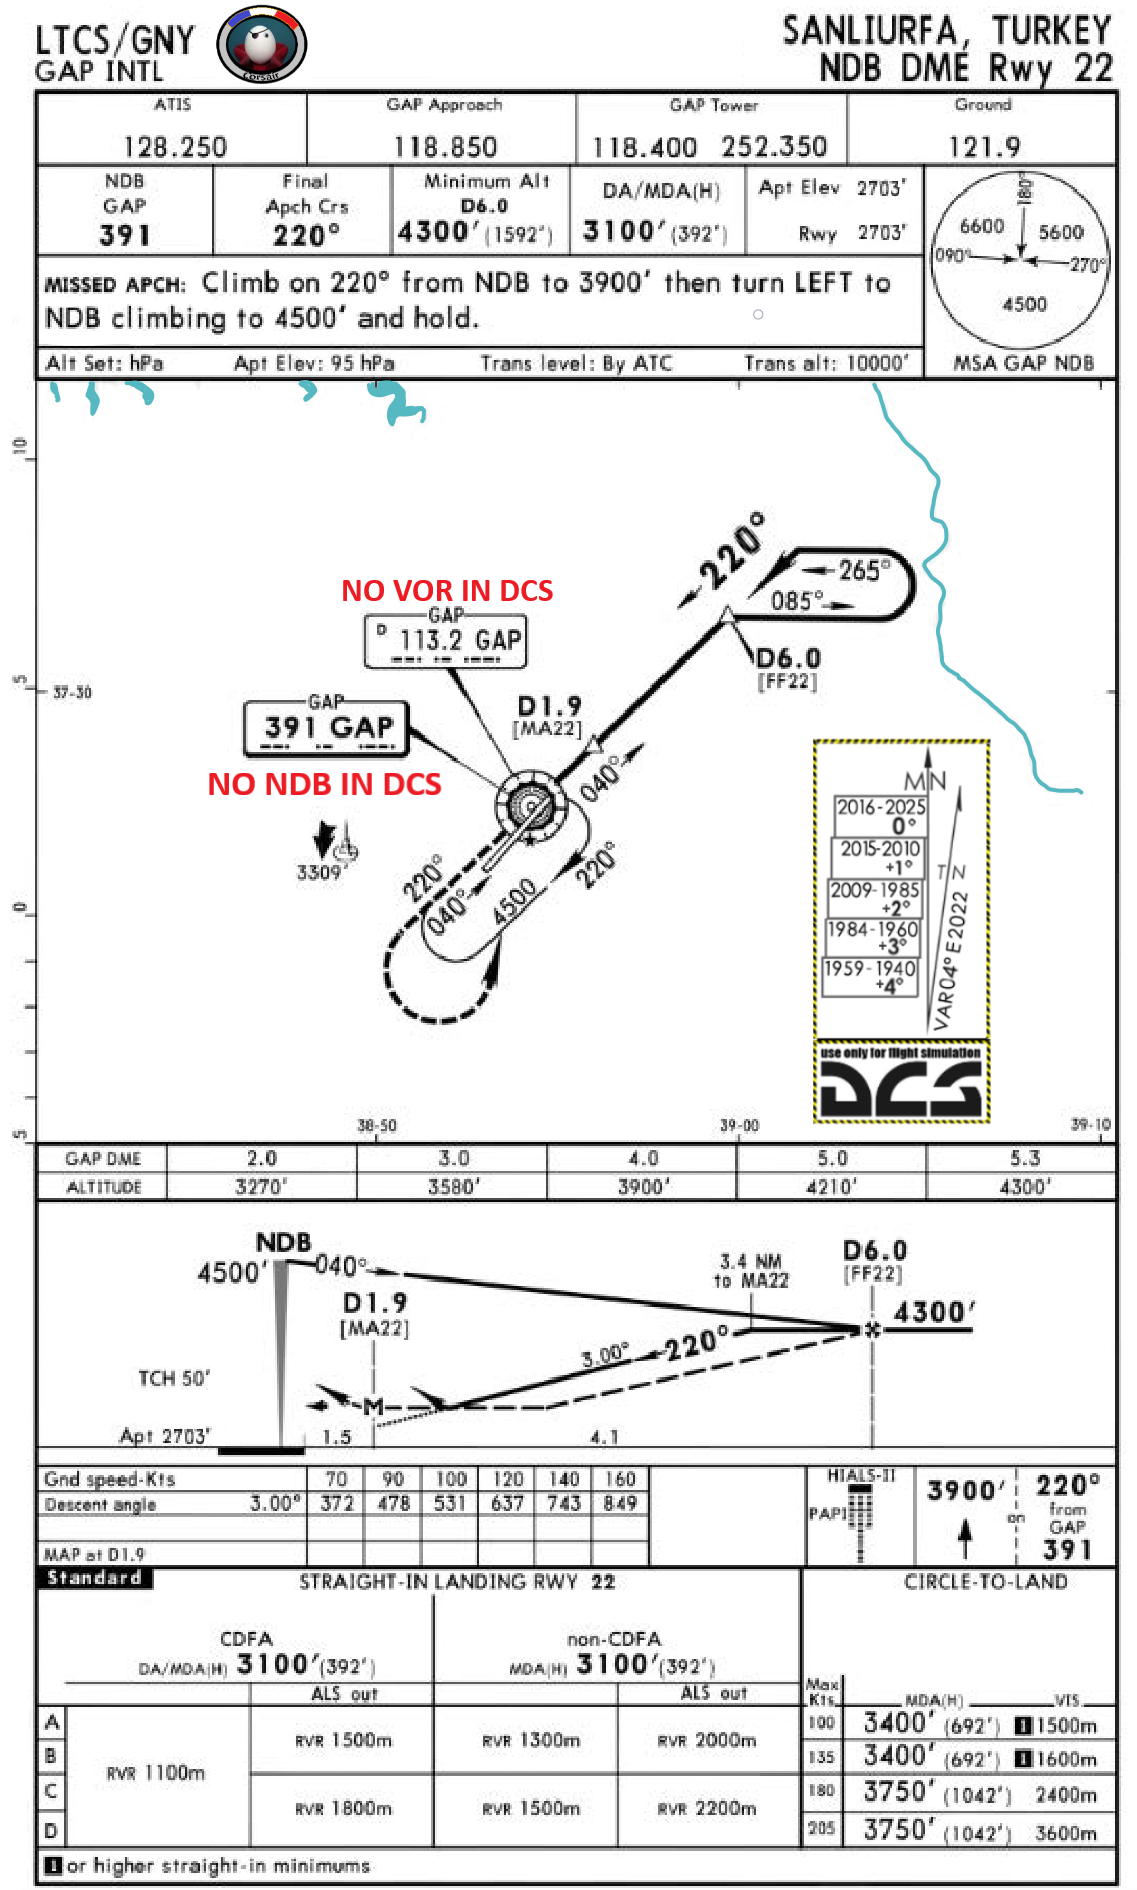 LTCS/GNY
GAP INTL
Corsair
SANLIURFA, TURKEY
NDB DME Rwy 22
ATIS
128.250
GAP Approach
118.850
GAP Tower
118.400 252.350
Ground
121.9
NDB
GAP
391
Final
Apch Crs
220°
Minimum Alt
D6.0
4300' (1592')
DA/MDA(H)
3100' (392')
Apt Elev 2703'
Rwy 2703'
180°
6600
5600
090°
270°
4500
MSA GAP NDB
MISSED APCH: Climb on 220° from NDB to 3900' then turn LEFT to
NDB climbing to 4500' and hold.
Alt Set: hPa Apt Elev: 95 hPa Trans level: By ATC Trans alt: 10000'
10
5
0
5
37-30
220°
265°
085°
NO VOR IN DCS
GAP
D 113.2 GAP
D6.0
[FF22]
D1.9
[MA22]
GAP
391 GAP
NO NDB IN DCS
040°
3309'
220°
040°
4500
220°
MN
2016-2025
0°
2015-2010
+1°
2009-1985
+2°
1984-1960
+3°
1959-1940
+4°
TN
VAR04°E2022
use only for flight simulation
DCS
38-50
39-00
39-10
GAP DME 2.0 3.0 4.0 5.0 5.3
ALTITUDE 3270' 3580' 3900' 4210' 4300'
NDB
4500'
040°
D1.9
[MA22]
3.4 NM
to MA22
D6.0
[FF22]
4300'
220°
3.00°
TCH 50'
M
Apt 2703'
1.5
4.1
Gnd speed-Kts 70 90 100 120 140 160
Descent angle 3.00° 372 478 531 637 743 849
MAP at D1.9
HIALS-II
PAPI
3900'
on
220°
from
GAP
391
Standard
STRAIGHT-IN LANDING RWY 22
CIRCLE-TO-LAND
CDFA
DA/MDA(H) 3100'(392')
non-CDFA
MDA(H) 3100'(392')
ALS out
ALS out
Max
Kts
MDA(H)
VIS
A
B
C
D
RVR 1100m
RVR 1500m
RVR 1800m
RVR 1300m
RVR 1500m
RVR 2000m
RVR 2200m
100 3400' (692') 1 1500m
135 3400' (692') 1 1600m
180 3750' (1042') 2400m
205 3750' (1042') 3600m
1 or higher straight-in minimums